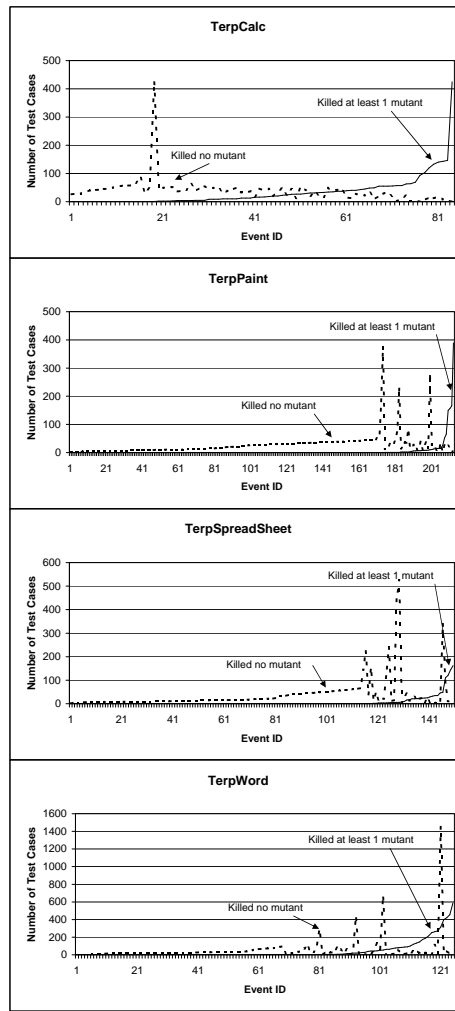 TerpCalc
500
400
300
200
100
0
Number of Test Cases
Killed at least 1 mutant
Killed no mutant
1 21 41 61 81
Event ID
TerpPaint
500
400
300
200
100
0
Number of Test Cases
Killed at least 1 mutant
Killed no mutant
1 21 41 61 81 101 121 141 161 181 201
Event ID
TerpSpreadSheet
600
500
400
300
200
100
0
Number of Test Cases
Killed at least 1 mutant
Killed no mutant
1 21 41 61 81 101 121 141
Event ID
TerpWord
1600
1400
1200
1000
800
600
400
200
0
Number of Test Cases
Killed at least 1 mutant
Killed no mutant
1 21 41 61 81 101 121
Event ID